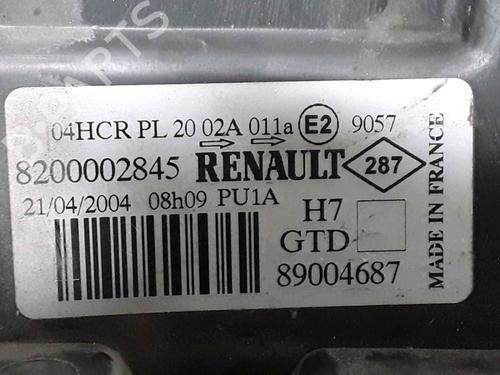 04HCR PL 20 02A 011a E2 9057
8200002845 RENAULT 287
21/04/2004 08h09 PU1A
H7
GTD
89004687
MADE IN FRANCE
PARTS